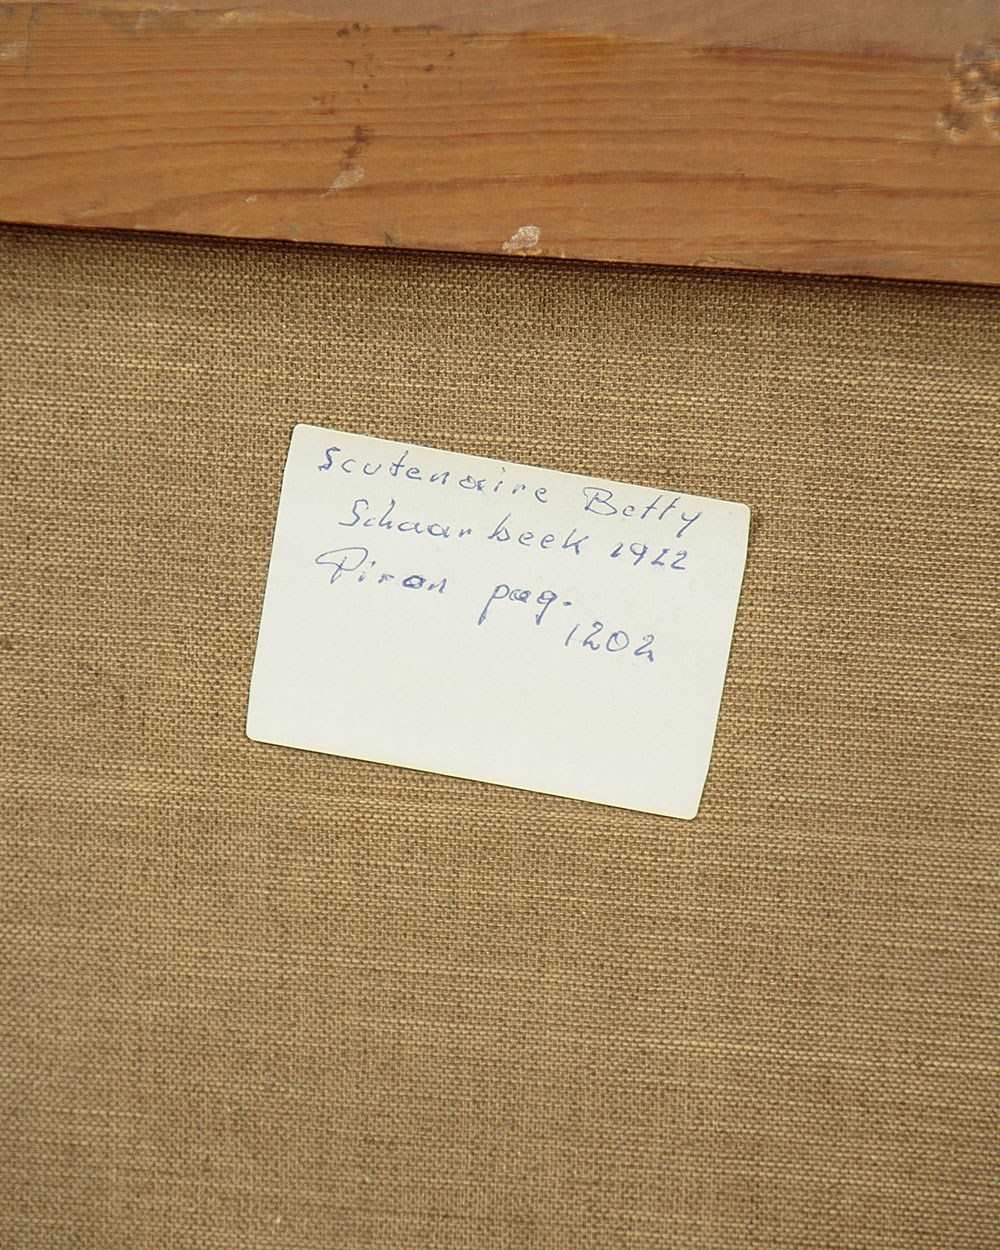 Scutenaire Betty
Schaarbeek 1922
Piron pag.
1202